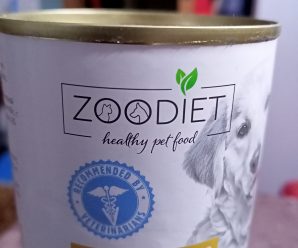 ZOODIET
healthy pet food
RECOMMENDED BY
VETERINARIANS